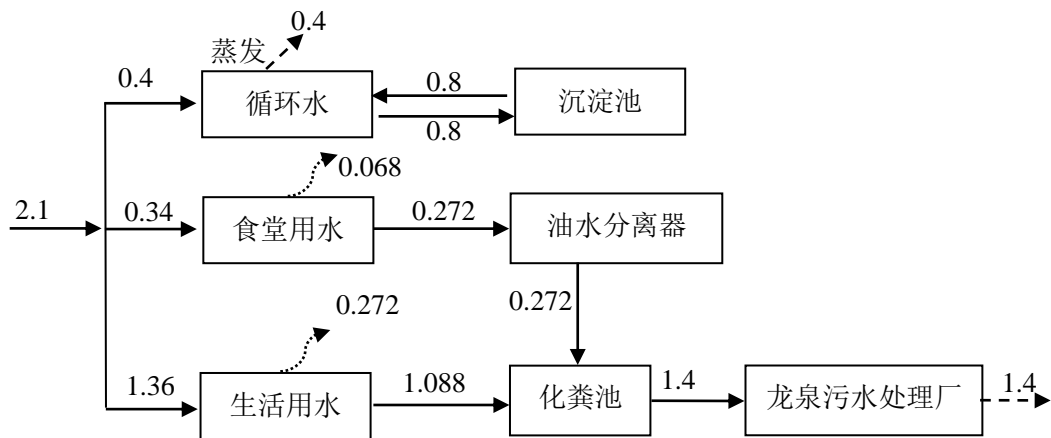 0.4
蒸发
0.4
循环水
0.8
0.8
沉淀池
0.068
2.1
0.34
食堂用水
0.272
油水分离器
0.272
0.272
1.36
生活用水
1.088
化粪池
1.4
龙泉污水处理厂
1.4